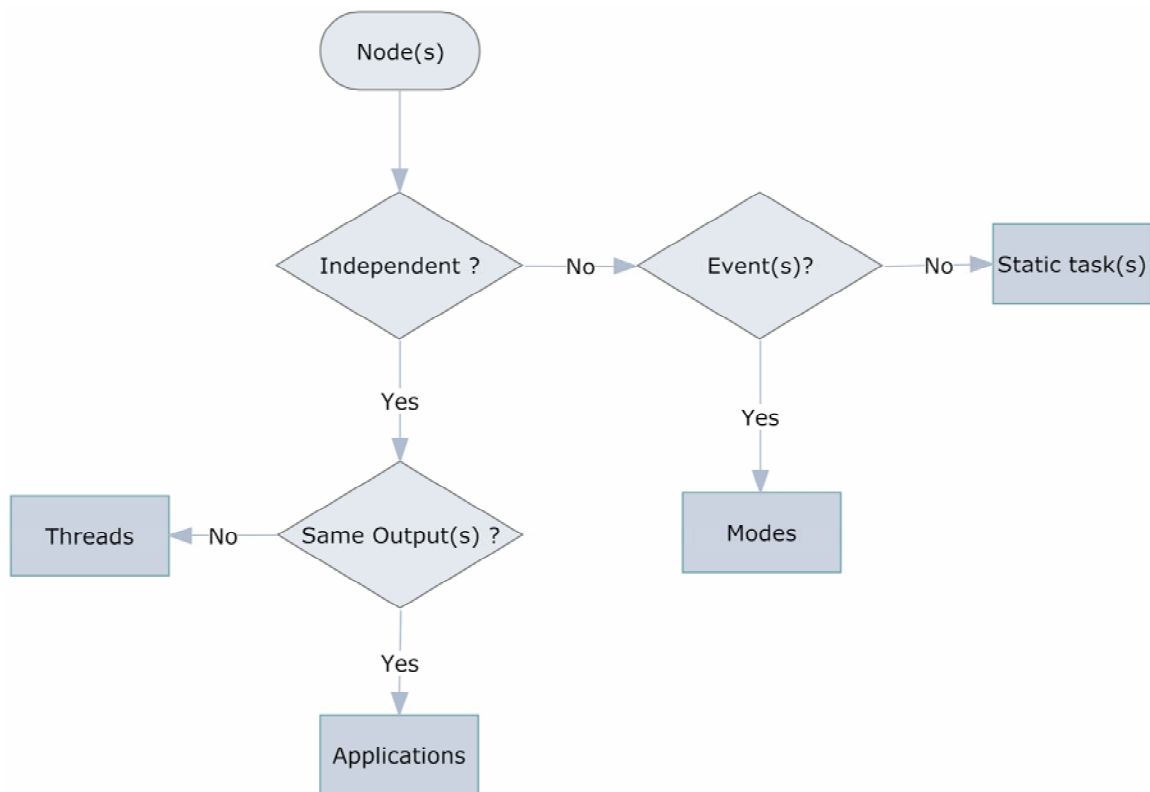 Node(s)
Independent ?
No
Event(s)?
No
Static task(s)
Yes
Yes
Threads
No
Same Output(s) ?
Modes
Yes
Applications